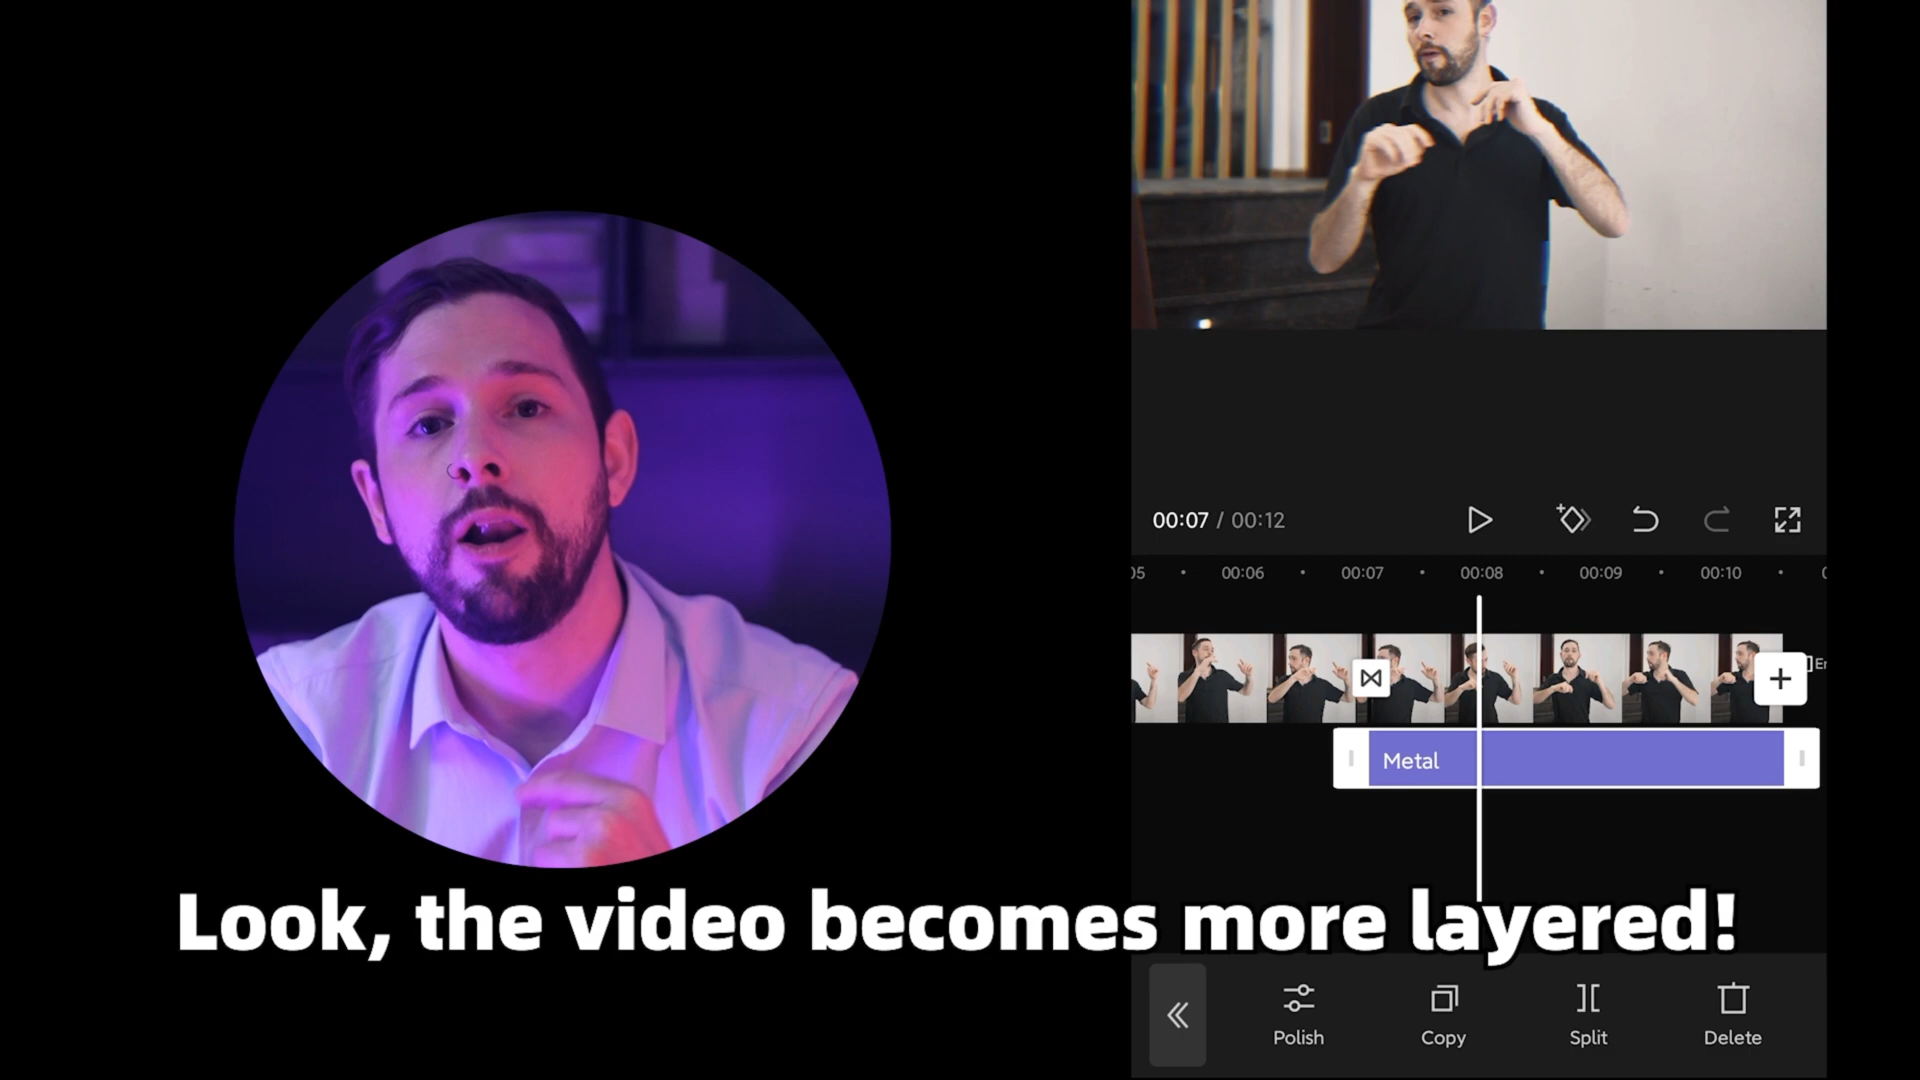 00:07 / 00:12
05 00:06 00:07 00:08 00:09 00:10
Metal
Look, the video becomes more layered!
Polish Copy Split Delete